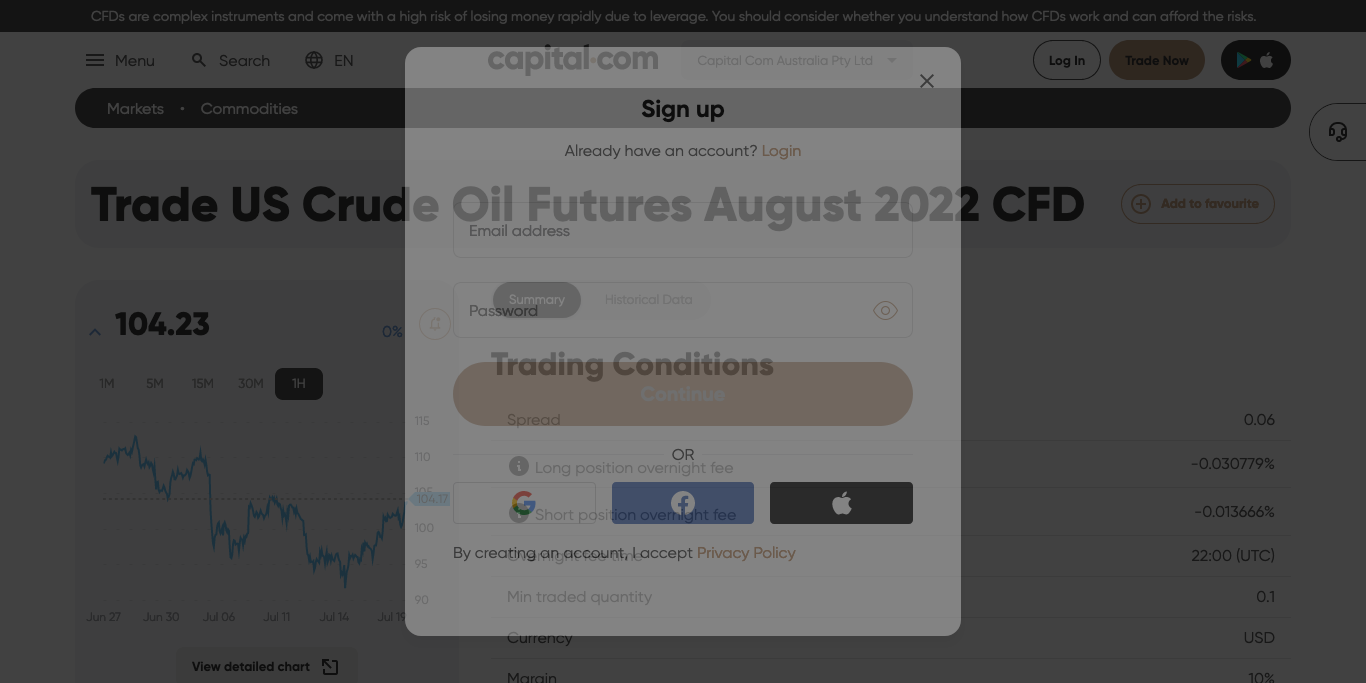 CFDs are complex instruments and come with a high risk of losing money rapidly due to leverage. You should consider whether you understand how CFDs work and can afford the risks.
Menu Search EN
capital.com
Capital Com Australia Pty Ltd
Log In Trade Now
Markets • Commodities
Sign up
Already have an account? Login
Trade US Crude Oil Futures August 2022 CFD
Add to favourite
Email address
Summary Historical Data
Password
104.23
0%
1M 5M 15M 30M 1H
Trading Conditions
Continue
115
110
105
104.17
100
95
90
Jun 27 Jun 30 Jul 06 Jul 11 Jul 14 Jul 19
View detailed chart
Spread 0.06
OR
Long position overnight fee -0.030779%
Short position overnight fee -0.013666%
By creating an account, I accept Privacy Policy
Overnight fee time 22:00 (UTC)
Min traded quantity 0.1
Currency USD
Margin 10%